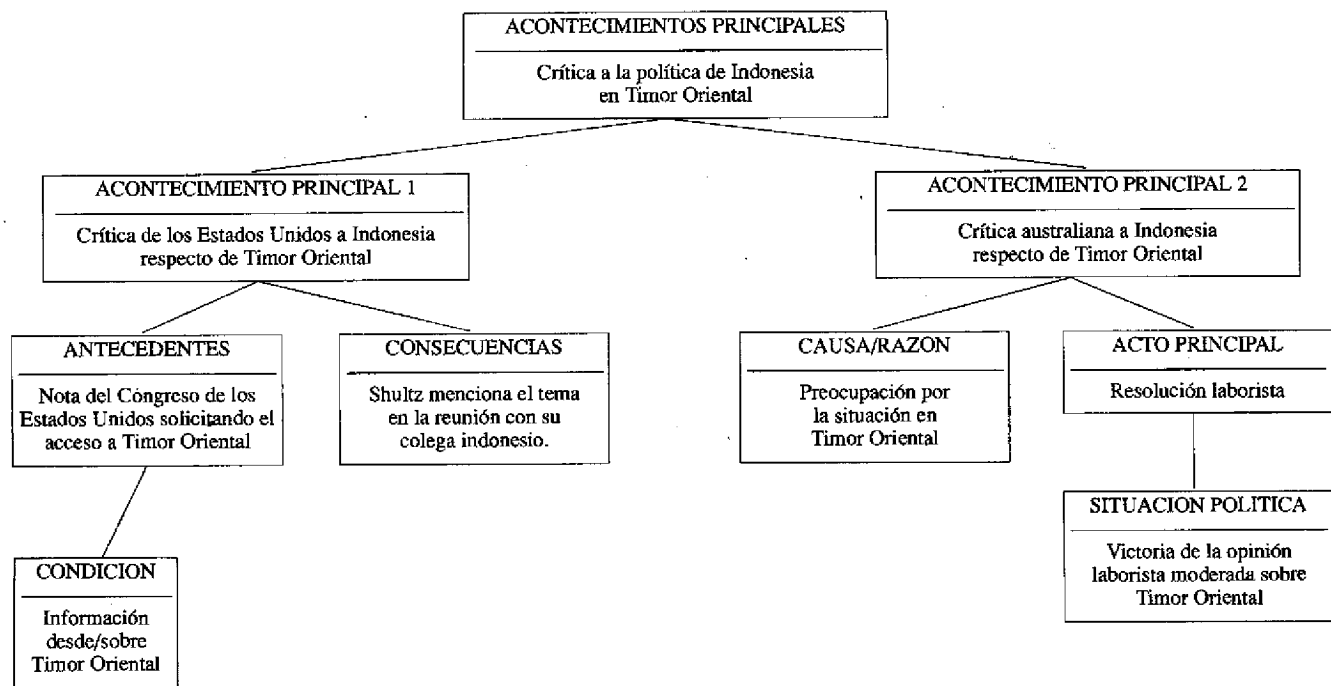 ACONTECIMIENTOS PRINCIPALES
Crítica a la política de Indonesia
en Timor Oriental
ACONTECIMIENTO PRINCIPAL 1
Crítica de los Estados Unidos a Indonesia
respecto de Timor Oriental
ACONTECIMIENTO PRINCIPAL 2
Crítica australiana a Indonesia
respecto de Timor Oriental
ANTECEDENTES
Nota del Congreso de los
Estados Unidos solicitando el
acceso a Timor Oriental
CONSECUENCIAS
Shultz menciona el tema
en la reunión con su
colega indonesio.
CAUSA/RAZON
Preocupación por
la situación en
Timor Oriental
ACTO PRINCIPAL
Resolución laborista
CONDICION
Información
desde/sobre
Timor Oriental
SITUACION POLITICA
Victoria de la opinión
laborista moderada sobre
Timor Oriental